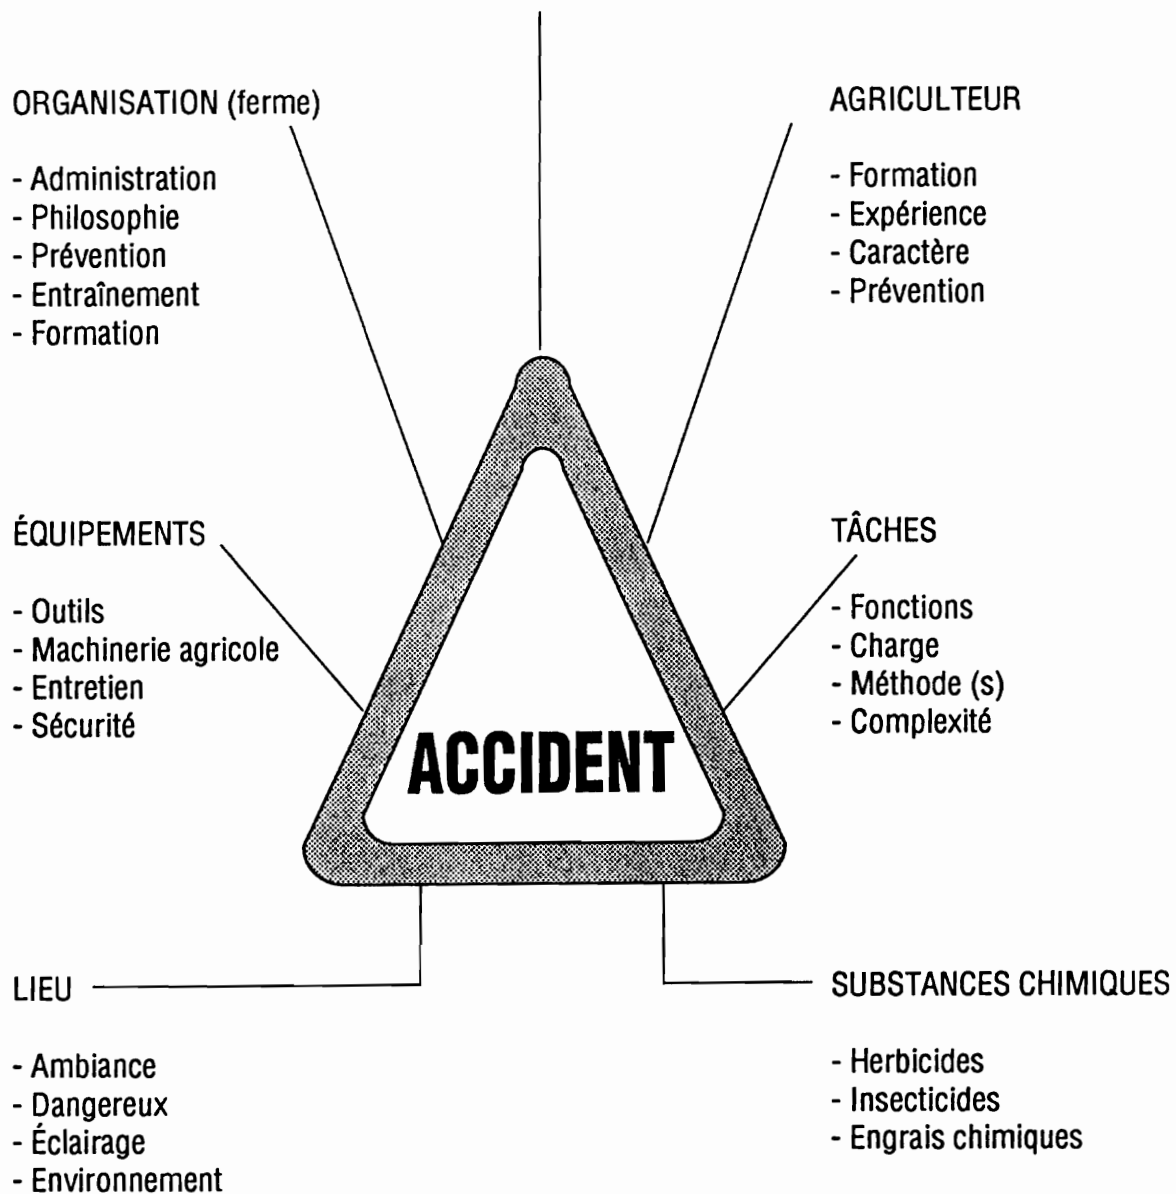 ORGANISATION (ferme)
- Administration
- Philosophie
- Prévention
- Entraînement
- Formation
AGRICULTEUR
- Formation
- Expérience
- Caractère
- Prévention
ÉQUIPEMENTS
- Outils
- Machinerie agricole
- Entretien
- Sécurité
TÂCHES
- Fonctions
- Charge
- Méthode (s)
- Complexité
ACCIDENT
LIEU
- Ambiance
- Dangereux
- Éclairage
- Environnement
SUBSTANCES CHIMIQUES
- Herbicides
- Insecticides
- Engrais chimiques